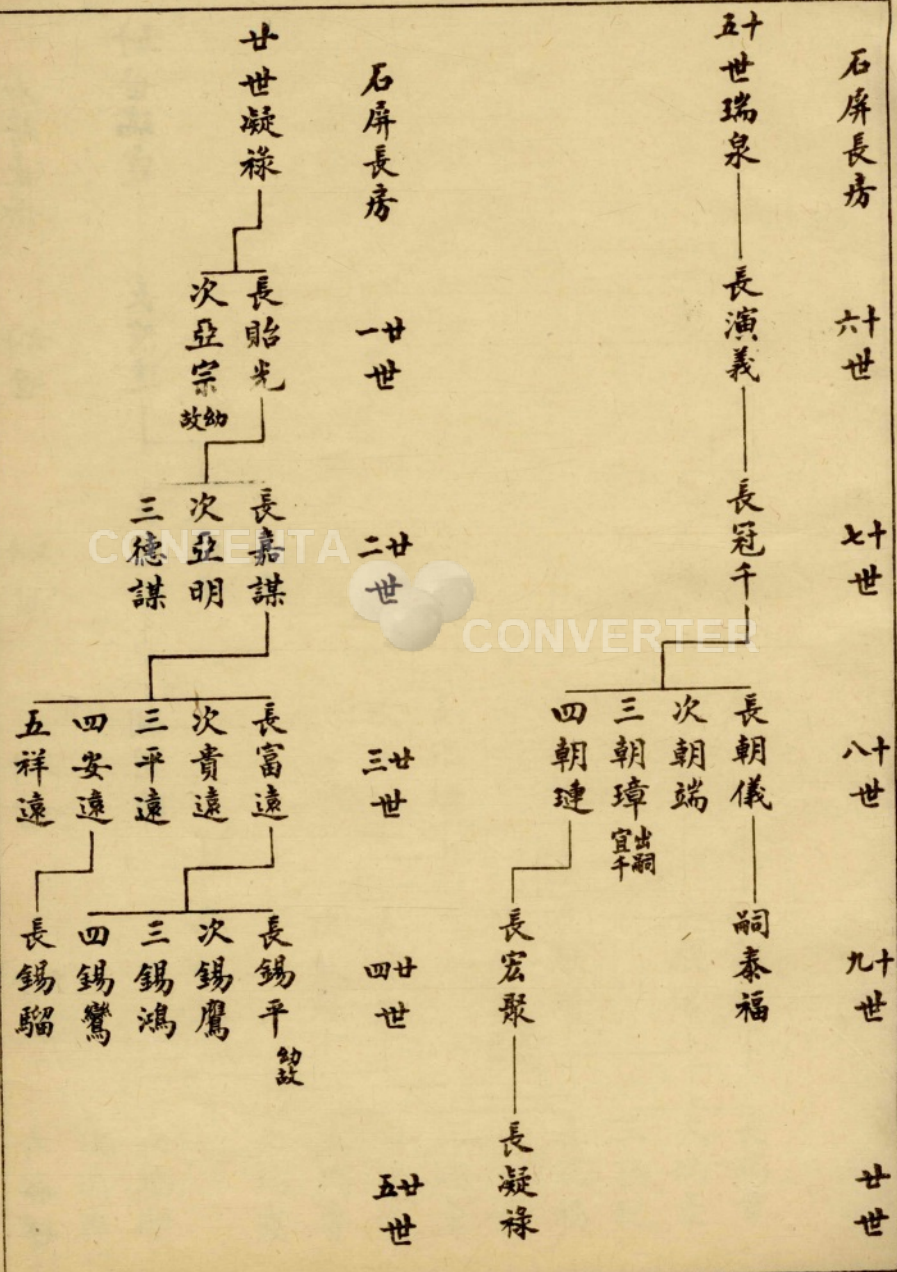 石屏長房
十六世
十七世
十八世
十九世
廿世
十五世瑞泉
長演義
長冠千
長朝儀
次朝端
三朝璋
出嗣宜千
四朝璉
嗣泰福
長宏聚
長凝祿
石屏長房
廿一世
廿二世
廿三世
廿四世
廿五世
廿世凝祿
長貽光
次亞宗
幼故
長嘉謀
次亞明
三德謀
長富遠
次貴遠
三平遠
四安遠
五祥遠
長錫平
幼故
次錫鷹
三錫鴻
四錫鸞
長錫騮
CONTENTA
CONVERTER